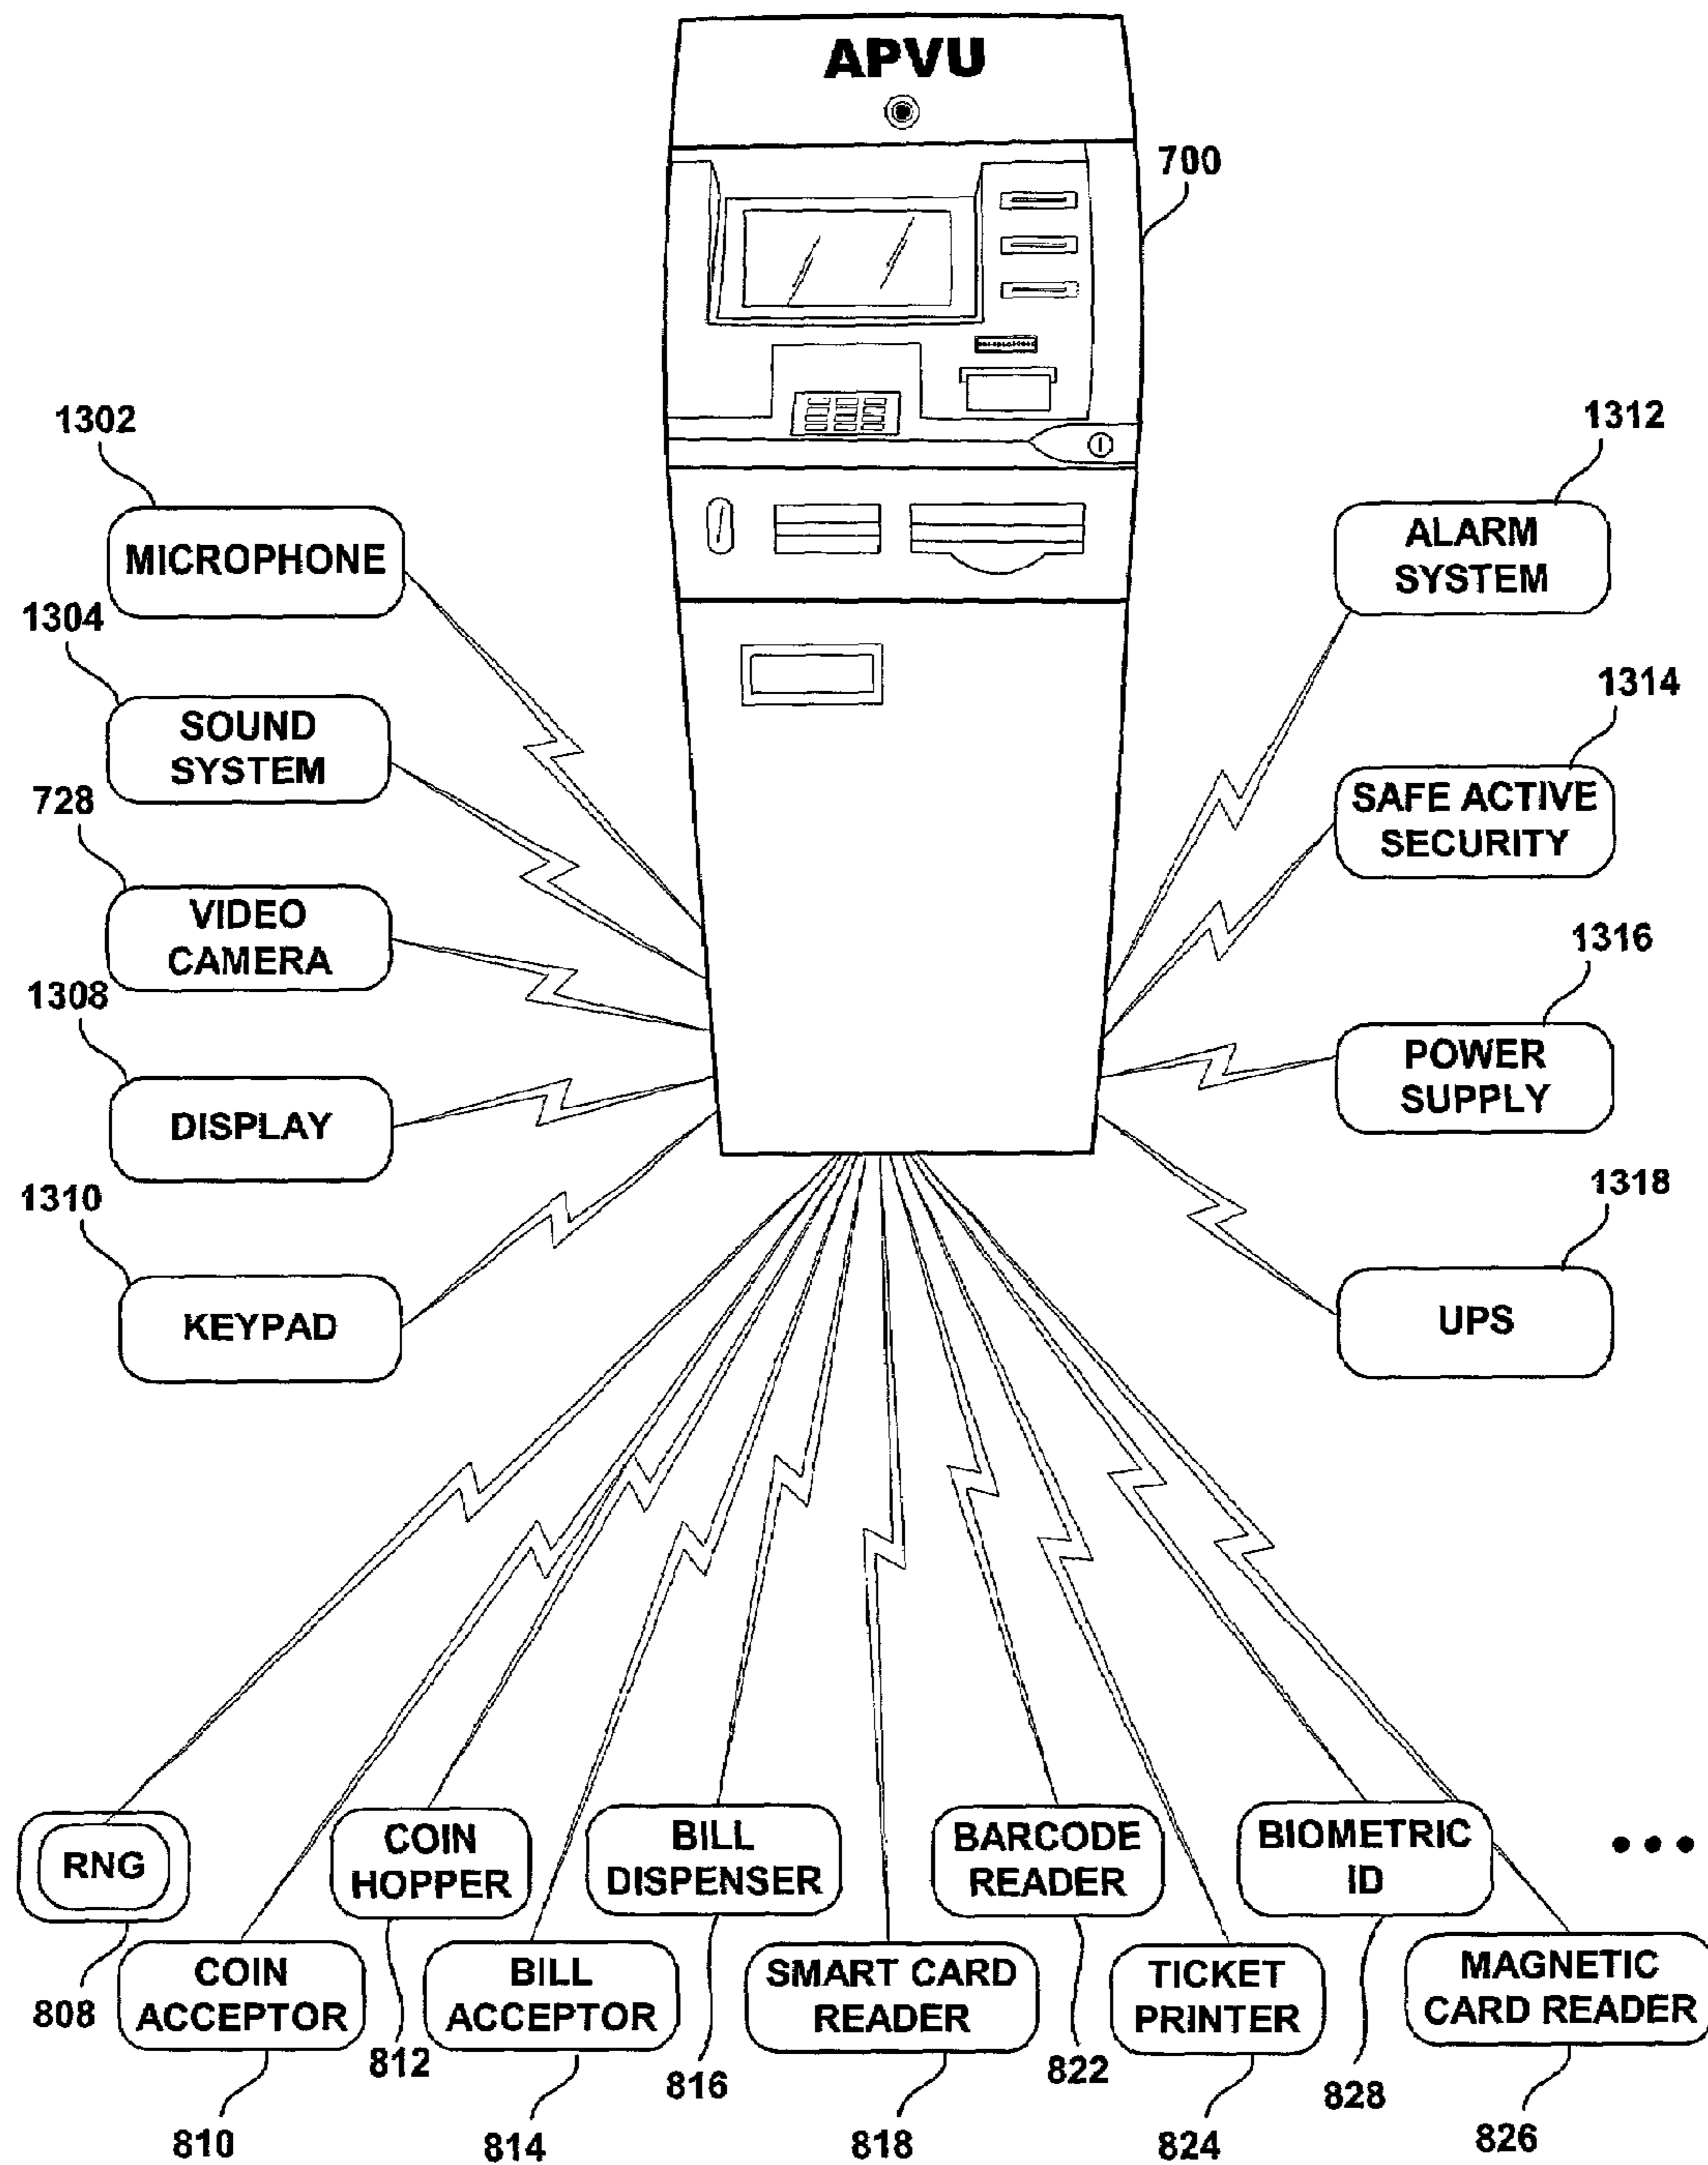 APVU
700
1302
MICROPHONE
1304
SOUND
SYSTEM
728
VIDEO
CAMERA
1308
DISPLAY
1310
KEYPAD
1312
ALARM
SYSTEM
1314
SAFE ACTIVE
SECURITY
1316
POWER
SUPPLY
1318
UPS
RNG
808
COIN
ACCEPTOR
810
COIN
HOPPER
812
BILL
ACCEPTOR
814
BILL
DISPENSER
816
SMART CARD
READER
818
BARCODE
READER
822
TICKET
PRINTER
824
BIOMETRIC
ID
828
MAGNETIC
CARD READER
826
•••